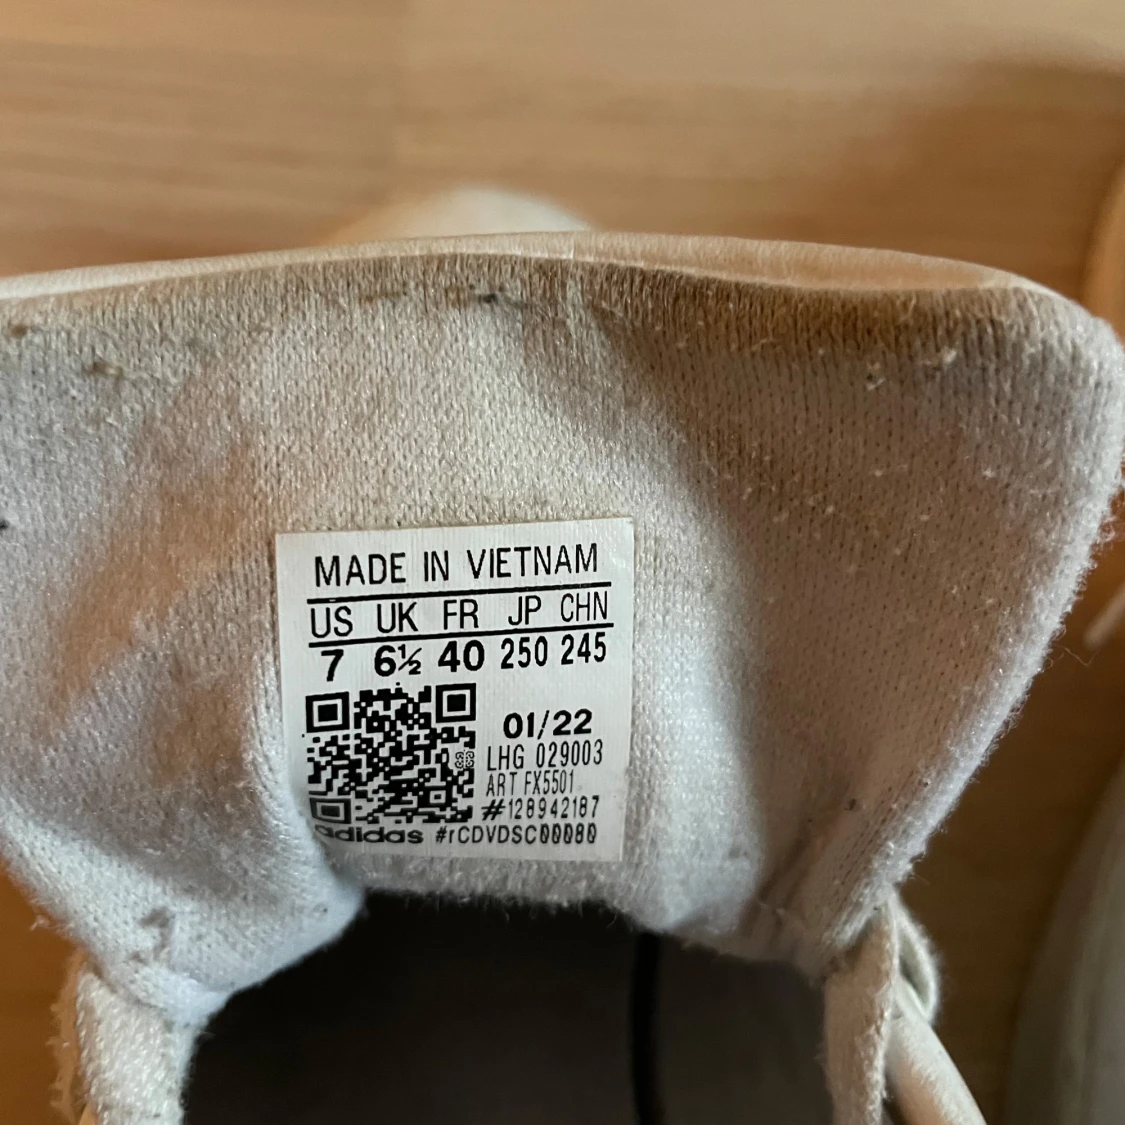 MADE IN VIETNAM
US UK FR JP CHN
7 6½ 40 250 245
01/22
LHG 029003
ART FX5501
#128942187
adidas #rCDVDSC00080